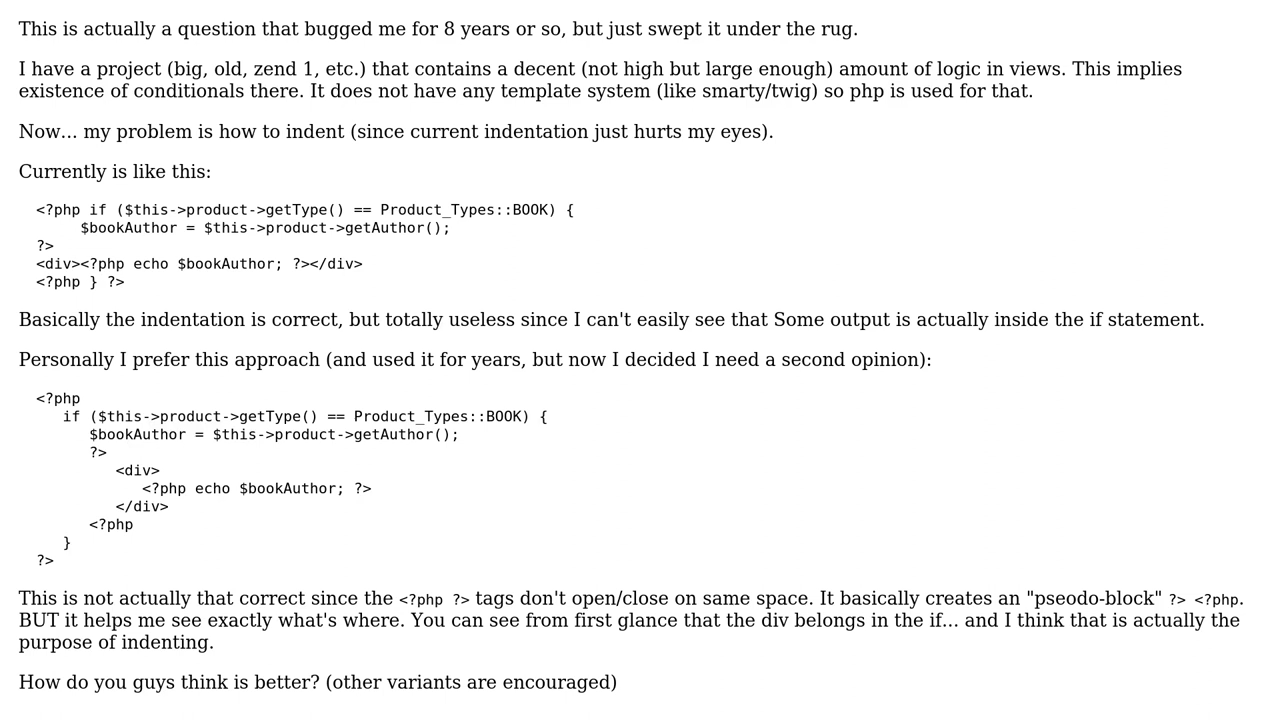 This is actually a question that bugged me for 8 years or so, but just swept it under the rug.
I have a project (big, old, zend 1, etc.) that contains a decent (not high but large enough) amount of logic in views. This implies
existence of conditionals there. It does not have any template system (like smarty/twig) so php is used for that.
Now... my problem is how to indent (since current indentation just hurts my eyes).
Currently is like this:
<?php if ($this->product->getType() == Product_Types::BOOK) {
     $bookAuthor = $this->product->getAuthor();
?>
<div><?php echo $bookAuthor; ?></div>
<?php } ?>
Basically the indentation is correct, but totally useless since I can't easily see that Some output is actually inside the if statement.
Personally I prefer this approach (and used it for years, but now I decided I need a second opinion):
<?php
   if ($this->product->getType() == Product_Types::BOOK) {
      $bookAuthor = $this->product->getAuthor();
      ?>
         <div>
            <?php echo $bookAuthor; ?>
         </div>
      <?php
   }
?>
This is not actually that correct since the <?php ?> tags don't open/close on same space. It basically creates an "pseodo-block" ?> <?php.
BUT it helps me see exactly what's where. You can see from first glance that the div belongs in the if... and I think that is actually the
purpose of indenting.
How do you guys think is better? (other variants are encouraged)